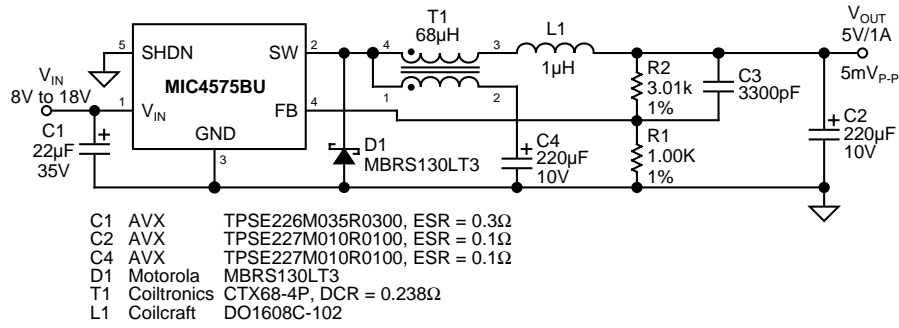 T1
68µH
L1
1µH
V_OUT
5V/1A
5mV_P-P
5
SHDN
SW
2
4
3
1
2
MIC4575BU
V_IN
8V to 18V
1
V_IN
FB
4
GND
3
C1
22µF
35V
+
D1
MBRS130LT3
C4
220µF
10V
+
R2
3.01k
1%
C3
3300pF
R1
1.00K
1%
C2
220µF
10V
+
C1 AVX TPSE226M035R0300, ESR = 0.3Ω
C2 AVX TPSE227M010R0100, ESR = 0.1Ω
C4 AVX TPSE227M010R0100, ESR = 0.1Ω
D1 Motorola MBRS130LT3
T1 Coiltronics CTX68-4P, DCR = 0.238Ω
L1 Coilcraft DO1608C-102